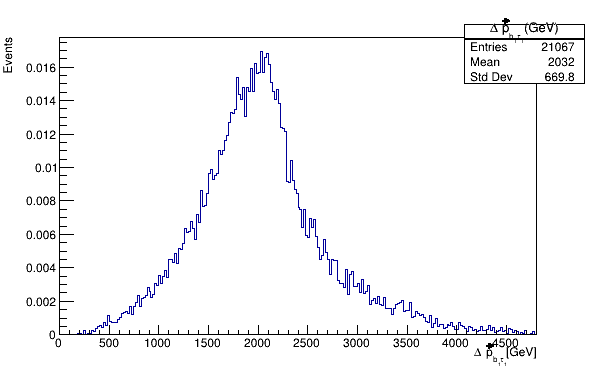 Δ p⃗_{b₁τ₁} (GeV)
Entries 21067
Mean 2032
Std Dev 669.8
Events
0.016
0.014
0.012
0.01
0.008
0.006
0.004
0.002
0
0 500 1000 1500 2000 2500 3000 3500 4000 4500
Δ p⃗_{b₁τ₁} [GeV]